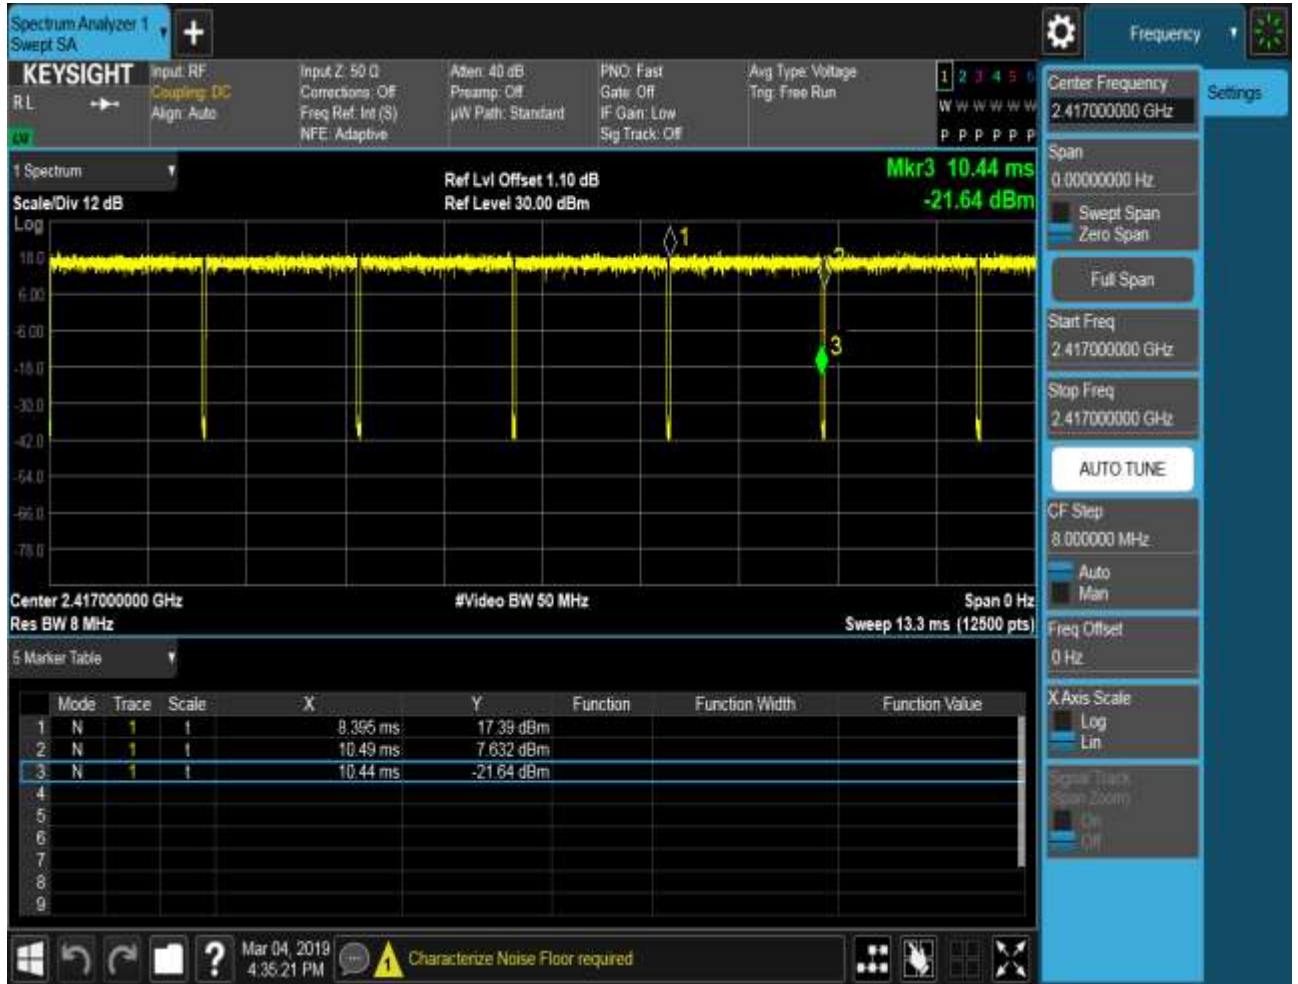 Spectrum Analyzer 1
Swept SA
+
Frequency
KEYSIGHT
RL
Input: RF
Coupling: DC
Align: Auto
Input Z: 50 Ω
Corrections: Off
Freq Ref: Int (S)
NFE: Adaptive
Atten: 40 dB
Preamp: Off
µW Path: Standard
PNO: Fast
Gate: Off
IF Gain: Low
Sig Track: Off
Avg Type: Voltage
Trig: Free Run
1 2 3 4 5 6
W W W W W W
P P P P P P
1 Spectrum
Scale/Div 12 dB
Log
Ref Lvl Offset 1.10 dB
Ref Level 30.00 dBm
Mkr3 10.44 ms
-21.64 dBm
18.0
6.00
-6.00
-18.0
-30.0
-42.0
-54.0
-66.0
-78.0
1
2
3
Center 2.417000000 GHz
Res BW 8 MHz
#Video BW 50 MHz
Span 0 Hz
Sweep 13.3 ms (12500 pts)
5 Marker Table
Mode Trace Scale X Y Function Function Width Function Value
1 N 1 t 8.395 ms 17.39 dBm
2 N 1 t 10.49 ms 7.632 dBm
3 N 1 t 10.44 ms -21.64 dBm
4
5
6
7
8
9
Mar 04, 2019
4:35:21 PM
1
Characterize Noise Floor required
Center Frequency
2.417000000 GHz
Settings
Span
0.00000000 Hz
Swept Span
Zero Span
Full Span
Start Freq
2.417000000 GHz
Stop Freq
2.417000000 GHz
AUTO TUNE
CF Step
8.000000 MHz
Auto
Man
Freq Offset
0 Hz
X Axis Scale
Log
Lin
Signal Track
(Span Zoom)
On
Off